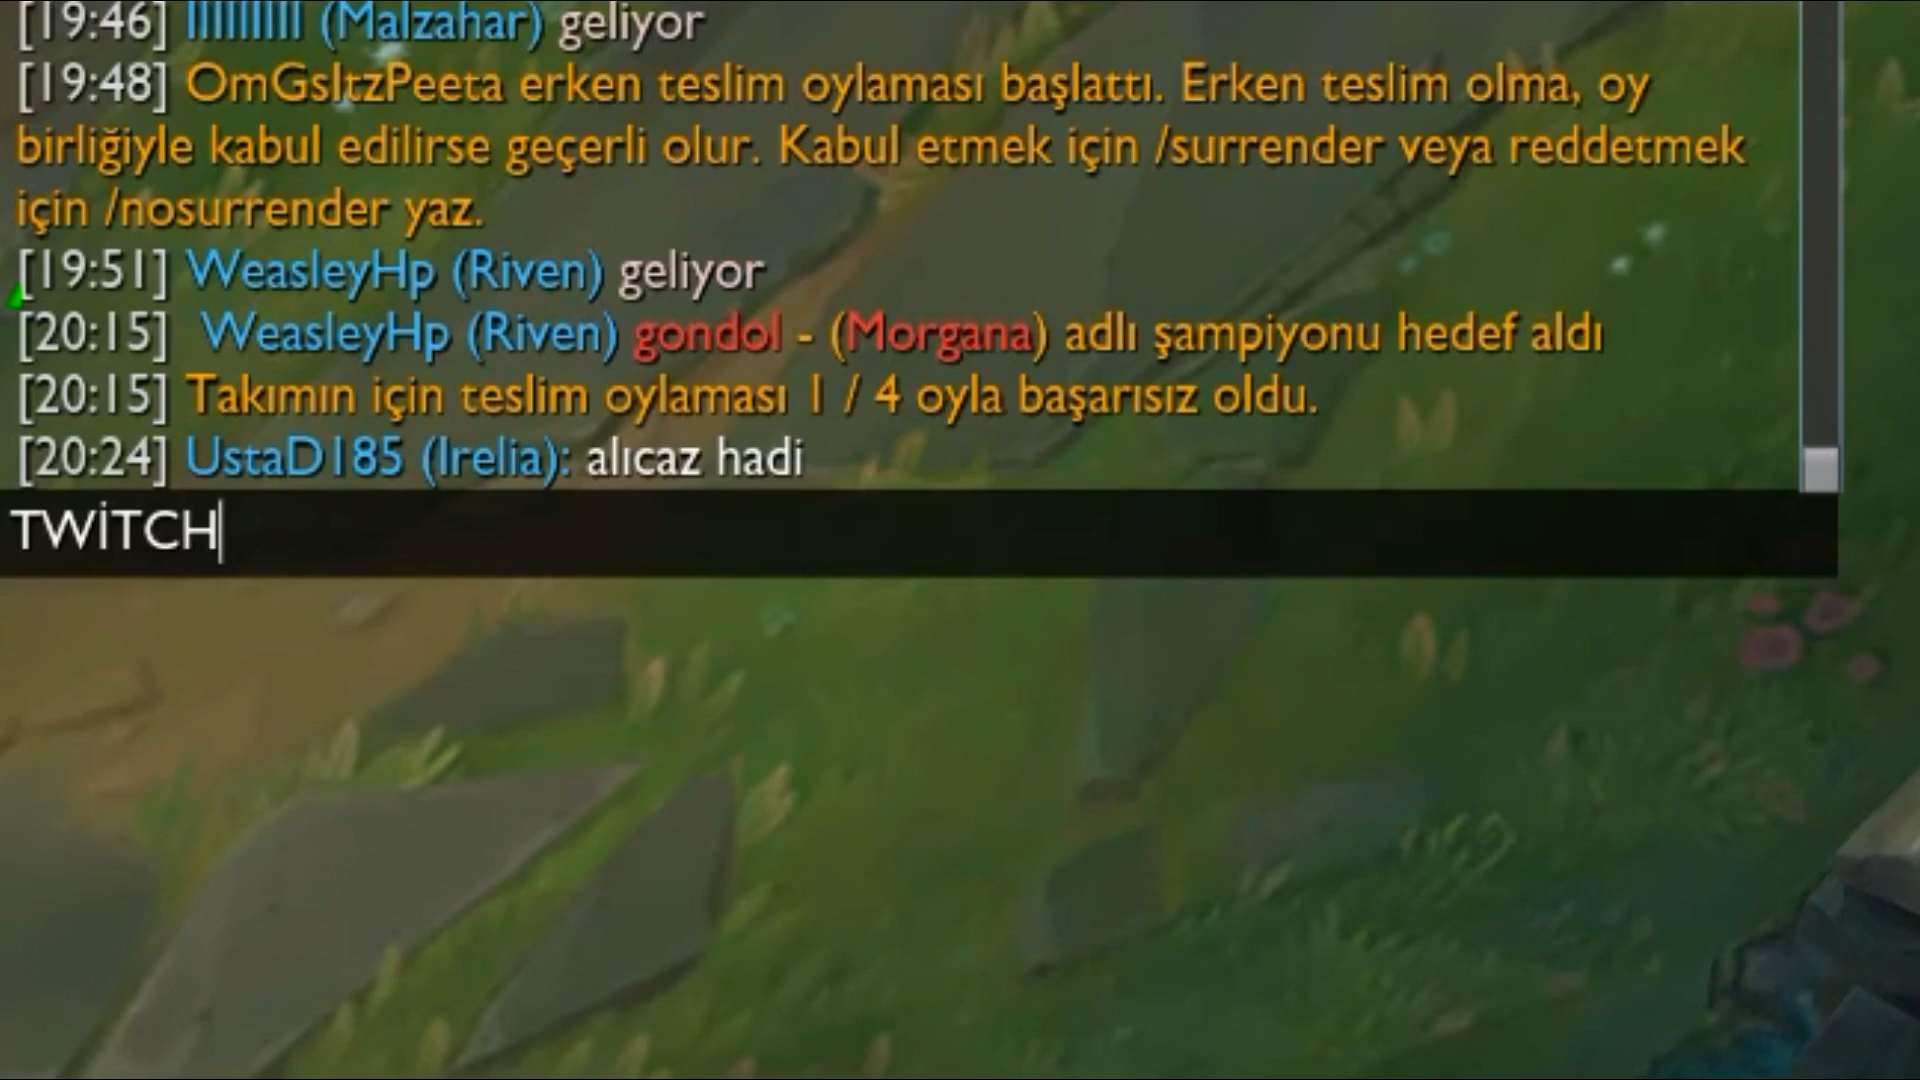 [19:46] IIIIIIIIII (Malzahar) geliyor
[19:48] OmGsItzPeeta erken teslim oylaması başlattı. Erken teslim olma, oy
birliğiyle kabul edilirse geçerli olur. Kabul etmek için /surrender veya reddetmek
için /nosurrender yaz.
[19:51] WeasleyHp (Riven) geliyor
[20:15] WeasleyHp (Riven) gondol - (Morgana) adlı şampiyonu hedef aldı
[20:15] Takımın için teslim oylaması 1 / 4 oyla başarısız oldu.
[20:24] UstaD185 (Irelia): alıcaz hadi
TWİTCH